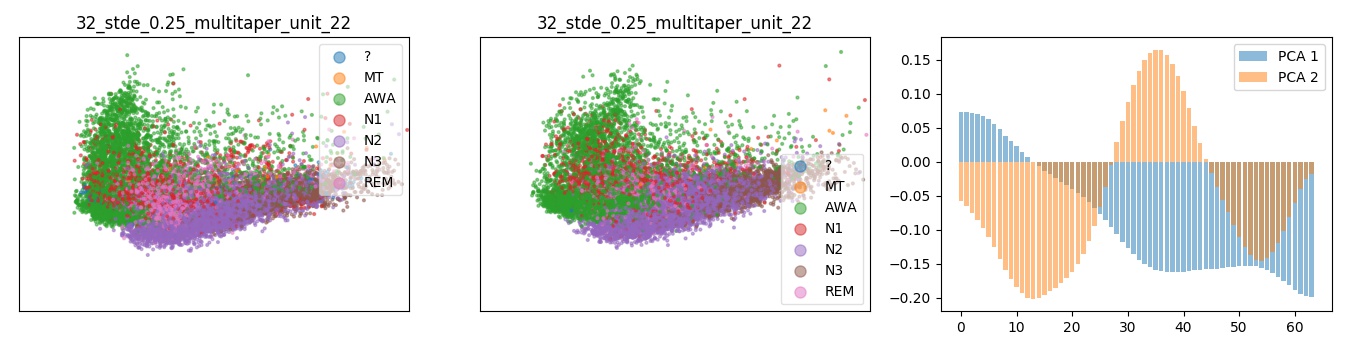 32_stde_0.25_multitaper_unit_22
?
MT
AWA
N1
N2
N3
REM
32_stde_0.25_multitaper_unit_22
?
MT
AWA
N1
N2
N3
REM
PCA 1
PCA 2
0.15
0.10
0.05
0.00
−0.05
−0.10
−0.15
−0.20
0 10 20 30 40 50 60